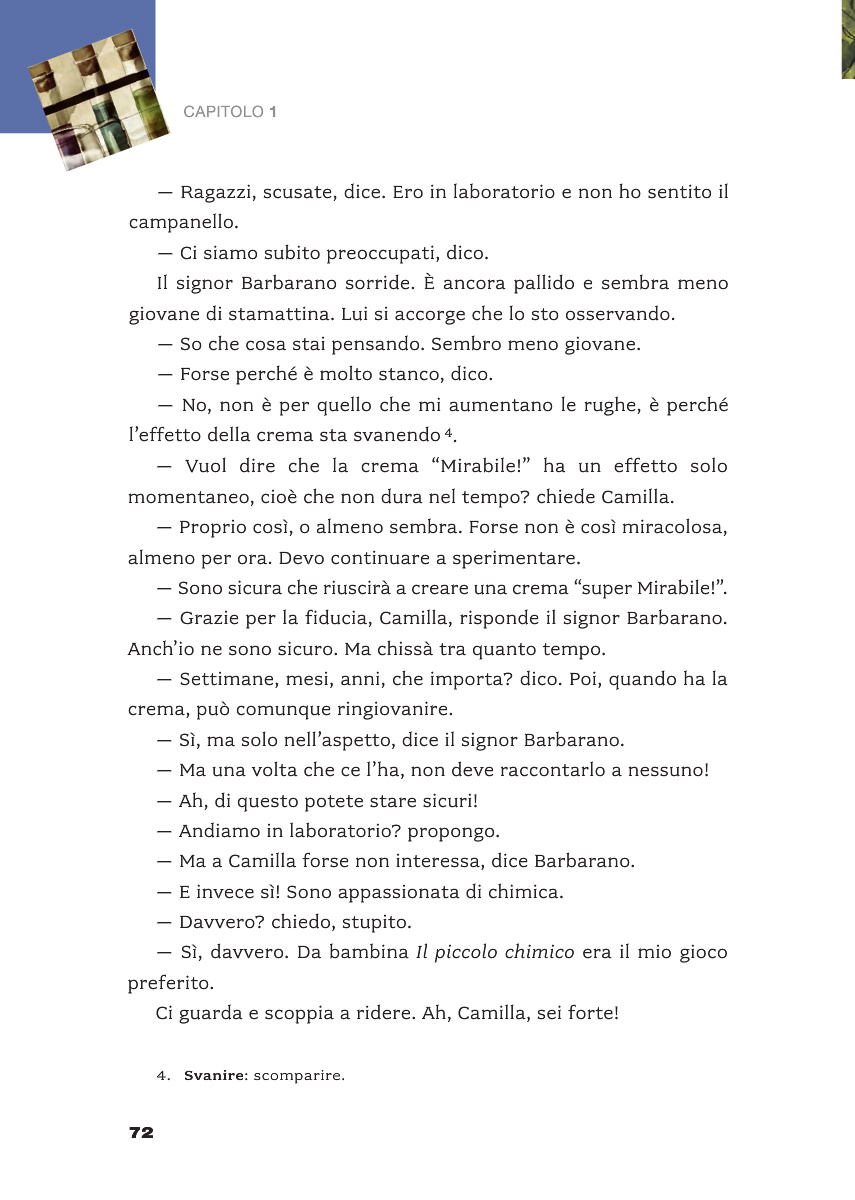 CAPITOLO 1
— Ragazzi, scusate, dice. Ero in laboratorio e non ho sentito il
campanello.
— Ci siamo subito preoccupati, dico.
Il signor Barbarano sorride. È ancora pallido e sembra meno
giovane di stamattina. Lui si accorge che lo sto osservando.
— So che cosa stai pensando. Sembro meno giovane.
— Forse perché è molto stanco, dico.
— No, non è per quello che mi aumentano le rughe, è perché
l’effetto della crema sta svanendo 4.
— Vuol dire che la crema “Mirabile!” ha un effetto solo
momentaneo, cioè che non dura nel tempo? chiede Camilla.
— Proprio così, o almeno sembra. Forse non è così miracolosa,
almeno per ora. Devo continuare a sperimentare.
— Sono sicura che riuscirà a creare una crema “super Mirabile!”.
— Grazie per la fiducia, Camilla, risponde il signor Barbarano.
Anch’io ne sono sicuro. Ma chissà tra quanto tempo.
— Settimane, mesi, anni, che importa? dico. Poi, quando ha la
crema, può comunque ringiovanire.
— Sì, ma solo nell’aspetto, dice il signor Barbarano.
— Ma una volta che ce l’ha, non deve raccontarlo a nessuno!
— Ah, di questo potete stare sicuri!
— Andiamo in laboratorio? propongo.
— Ma a Camilla forse non interessa, dice Barbarano.
— E invece sì! Sono appassionata di chimica.
— Davvero? chiedo, stupito.
— Sì, davvero. Da bambina Il piccolo chimico era il mio gioco
preferito.
Ci guarda e scoppia a ridere. Ah, Camilla, sei forte!
4. Svanire: scomparire.
72